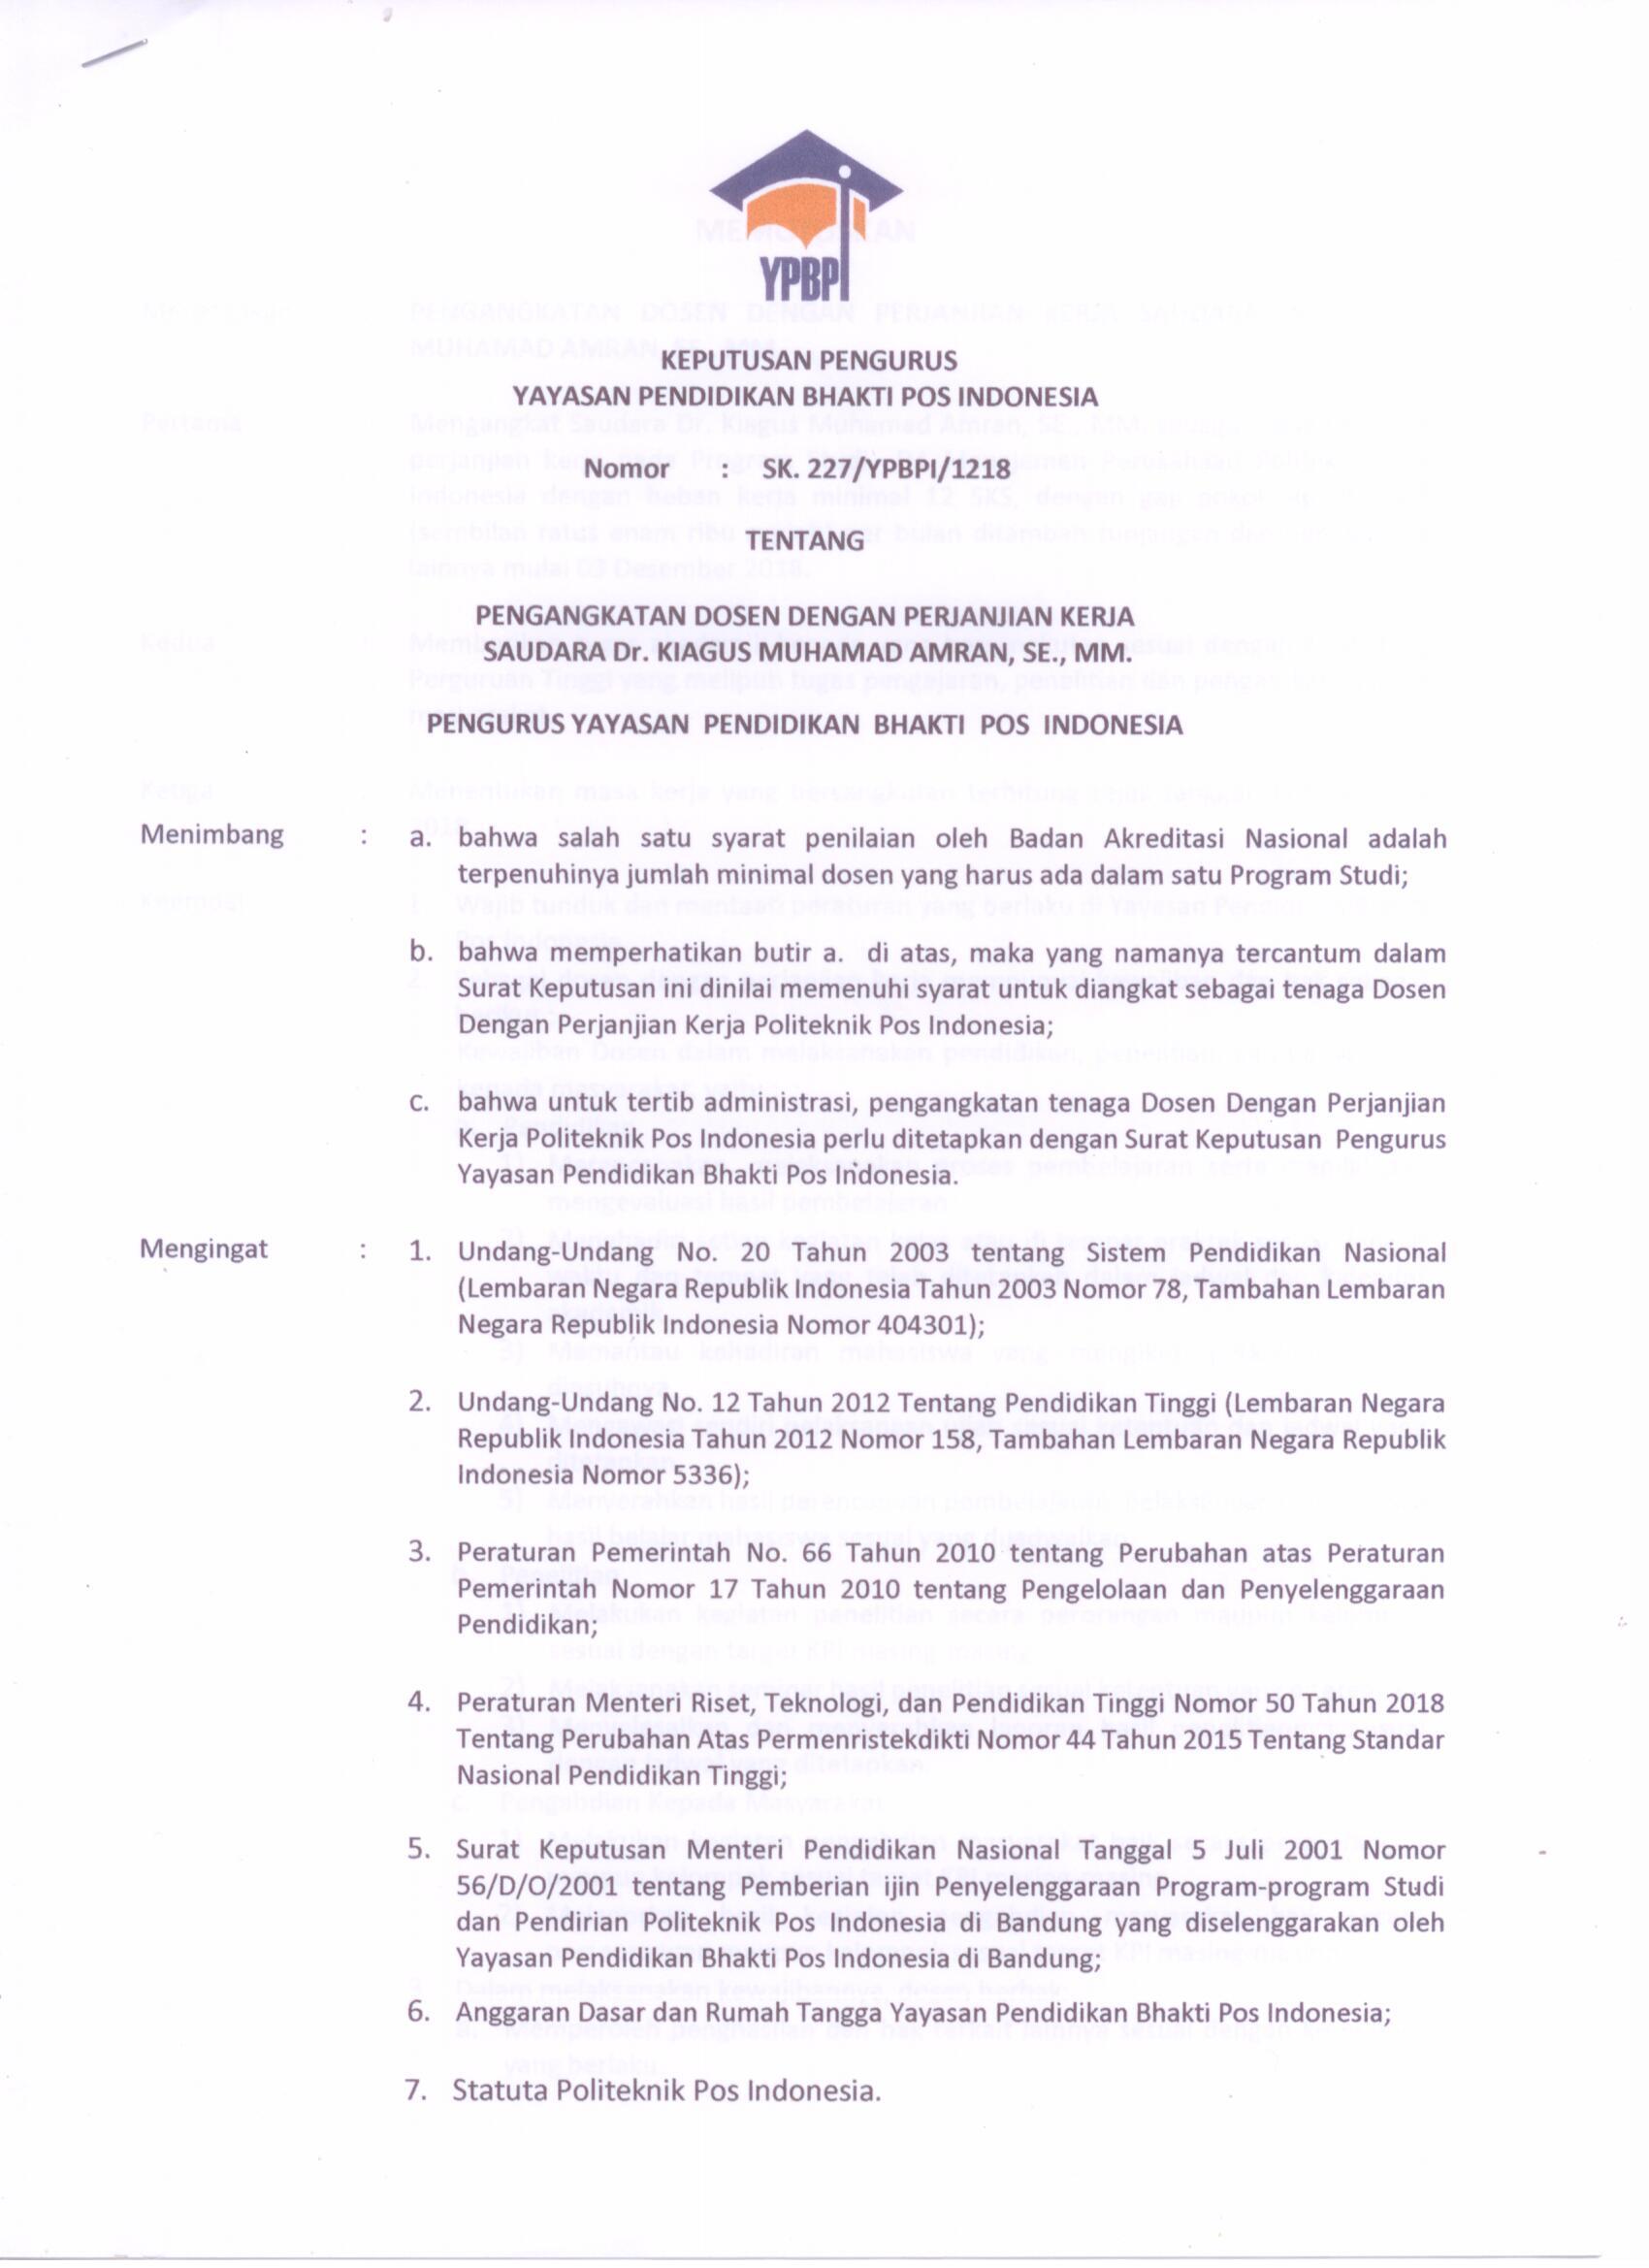 YPBPI
KEPUTUSAN PENGURUS
YAYASAN PENDIDIKAN BHAKTI POS INDONESIA
Nomor : SK. 227/YPBPI/1218
TENTANG
PENGANGKATAN DOSEN DENGAN PERJANJIAN KERJA
SAUDARA Dr. KIAGUS MUHAMAD AMRAN, SE., MM.
PENGURUS YAYASAN PENDIDIKAN BHAKTI POS INDONESIA
Menimbang : a. bahwa salah satu syarat penilaian oleh Badan Akreditasi Nasional adalah
terpenuhinya jumlah minimal dosen yang harus ada dalam satu Program Studi;
b. bahwa memperhatikan butir a. di atas, maka yang namanya tercantum dalam
Surat Keputusan ini dinilai memenuhi syarat untuk diangkat sebagai tenaga Dosen
Dengan Perjanjian Kerja Politeknik Pos Indonesia;
c. bahwa untuk tertib administrasi, pengangkatan tenaga Dosen Dengan Perjanjian
Kerja Politeknik Pos Indonesia perlu ditetapkan dengan Surat Keputusan Pengurus
Yayasan Pendidikan Bhakti Pos Indonesia.
Mengingat : 1. Undang-Undang No. 20 Tahun 2003 tentang Sistem Pendidikan Nasional
(Lembaran Negara Republik Indonesia Tahun 2003 Nomor 78, Tambahan Lembaran
Negara Republik Indonesia Nomor 404301);
2. Undang-Undang No. 12 Tahun 2012 Tentang Pendidikan Tinggi (Lembaran Negara
Republik Indonesia Tahun 2012 Nomor 158, Tambahan Lembaran Negara Republik
Indonesia Nomor 5336);
3. Peraturan Pemerintah No. 66 Tahun 2010 tentang Perubahan atas Peraturan
Pemerintah Nomor 17 Tahun 2010 tentang Pengelolaan dan Penyelenggaraan
Pendidikan;
4. Peraturan Menteri Riset, Teknologi, dan Pendidikan Tinggi Nomor 50 Tahun 2018
Tentang Perubahan Atas Permenristekdikti Nomor 44 Tahun 2015 Tentang Standar
Nasional Pendidikan Tinggi;
5. Surat Keputusan Menteri Pendidikan Nasional Tanggal 5 Juli 2001 Nomor
56/D/O/2001 tentang Pemberian ijin Penyelenggaraan Program-program Studi
dan Pendirian Politeknik Pos Indonesia di Bandung yang diselenggarakan oleh
Yayasan Pendidikan Bhakti Pos Indonesia di Bandung;
6. Anggaran Dasar dan Rumah Tangga Yayasan Pendidikan Bhakti Pos Indonesia;
7. Statuta Politeknik Pos Indonesia.